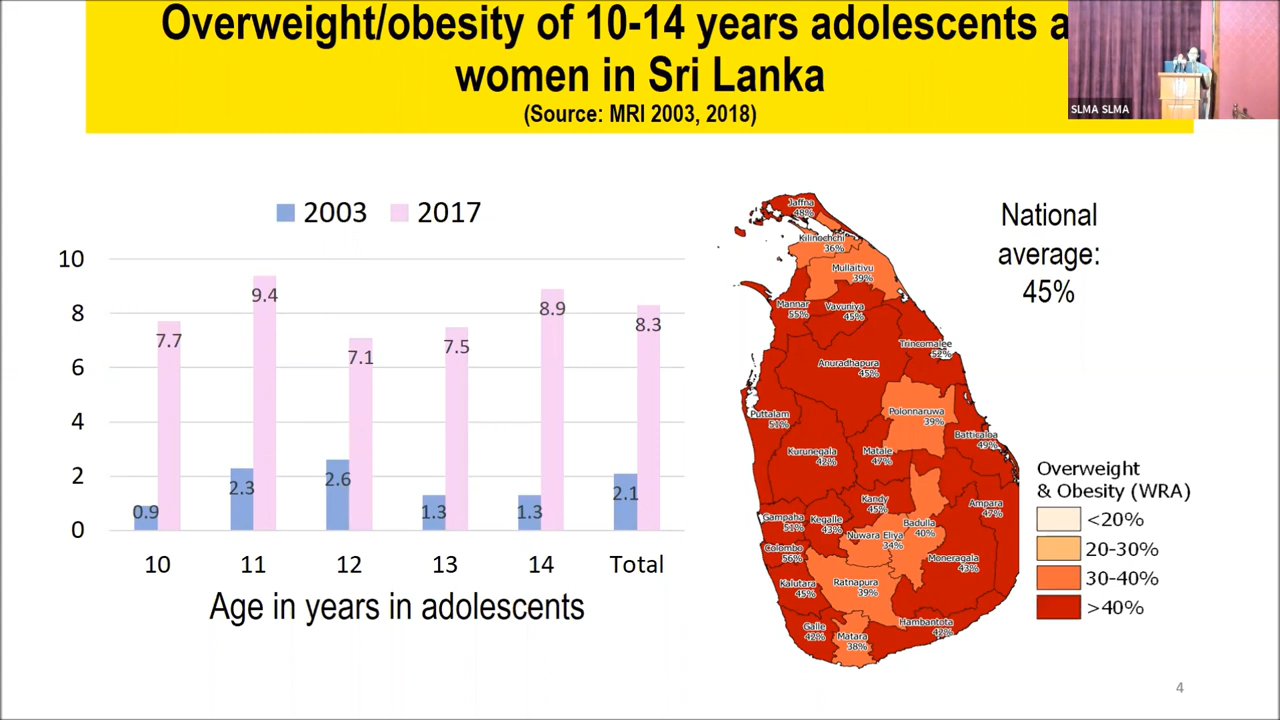 Overweight/obesity of 10-14 years adolescents a
women in Sri Lanka
(Source: MRI 2003, 2018)
SLMA SLMA
2003 2017
10
8
6
4
2
0
0.9
7.7
2.3
9.4
2.6
7.1
1.3
7.5
1.3
8.9
2.1
8.3
10 11 12 13 14 Total
Age in years in adolescents
Jaffna
48%
Kilinochchi
36%
Mullaitivu
39%
Mannar
55%
Vavuniya
45%
Trincomalee
52%
Anuradhapura
45%
Polonnaruwa
39%
Puttalam
51%
Batticaloa
49%
Kurunegala
42%
Matale
47%
Kandy
45%
Ampara
47%
Gampaha
51%
Kegalle
43%
Badulla
40%
Nuwara Eliya
34%
Colombo
56%
Moneragala
43%
Kalutara
45%
Ratnapura
39%
Galle
42%
Matara
38%
Hambantota
42%
National
average:
45%
Overweight
& Obesity (WRA)
<20%
20-30%
30-40%
>40%
4